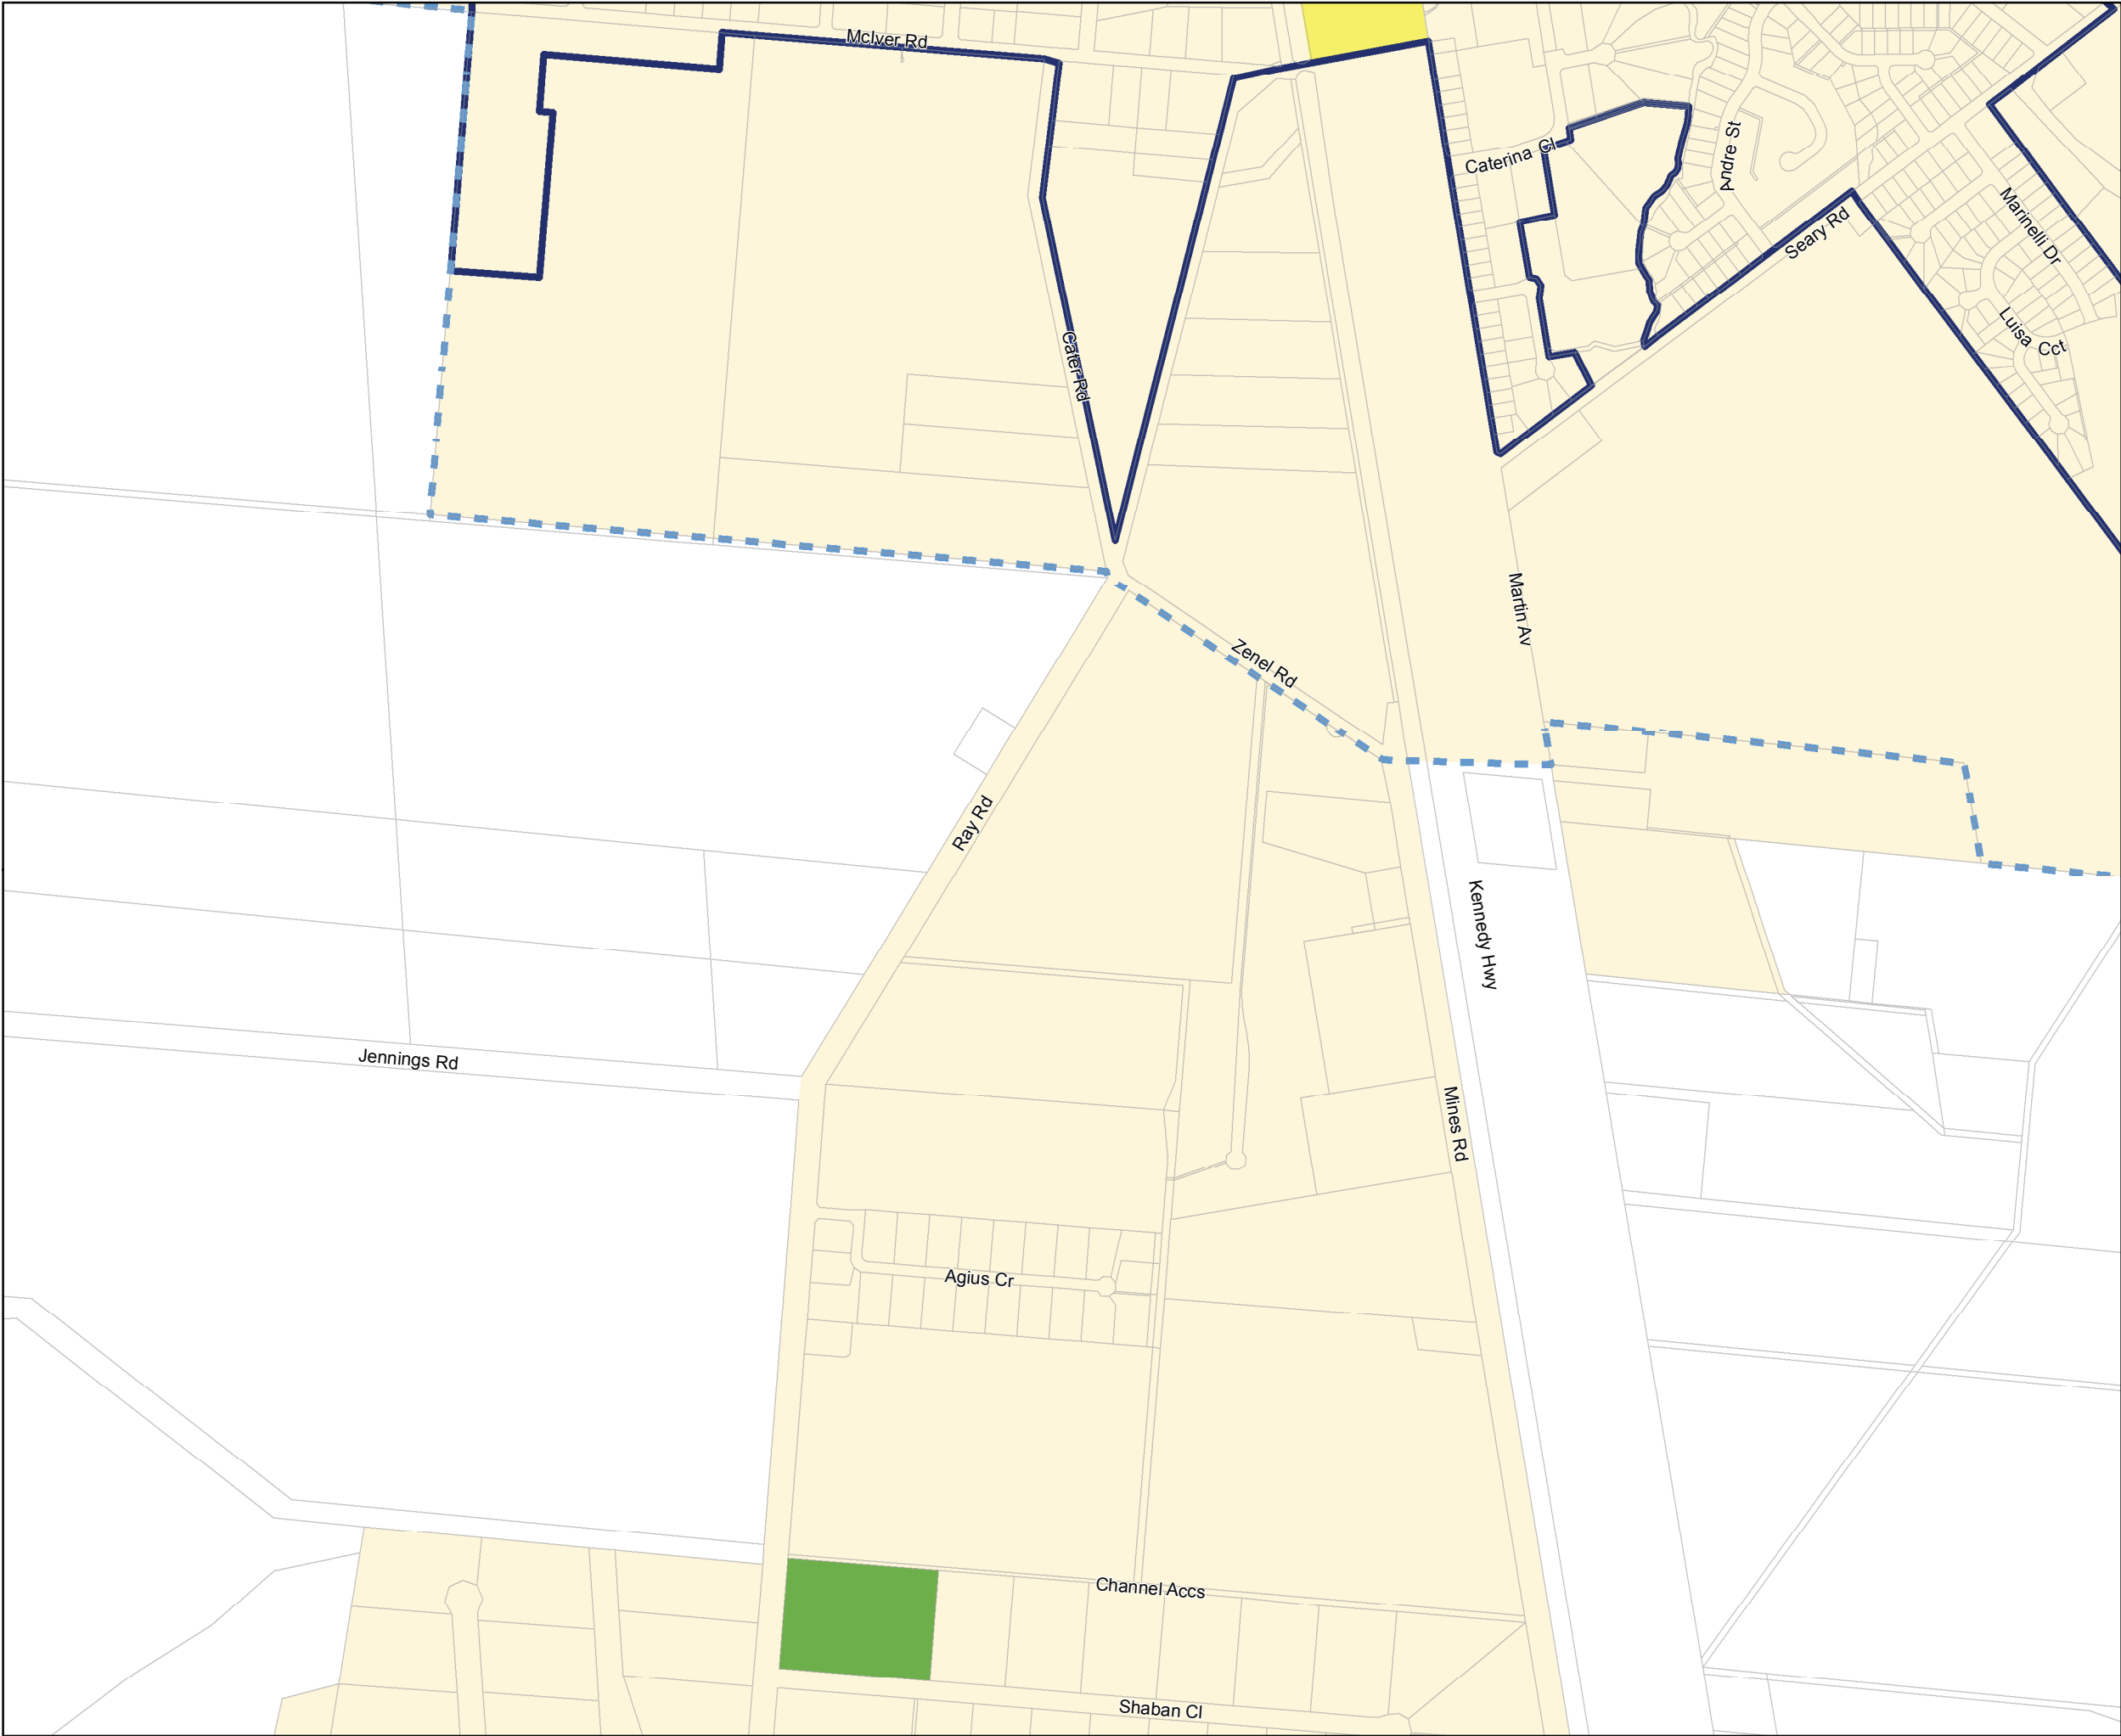 McIver Rd
Caterina Cl
Andre St
Marinelli Dr
Seary Rd
Luisa Cct
Cater Rd
Martin Av
Zenel Rd
Ray Rd
Kennedy Hwy
Jennings Rd
Mines Rd
Agius Cr
Channel Accs
Shaban Cl